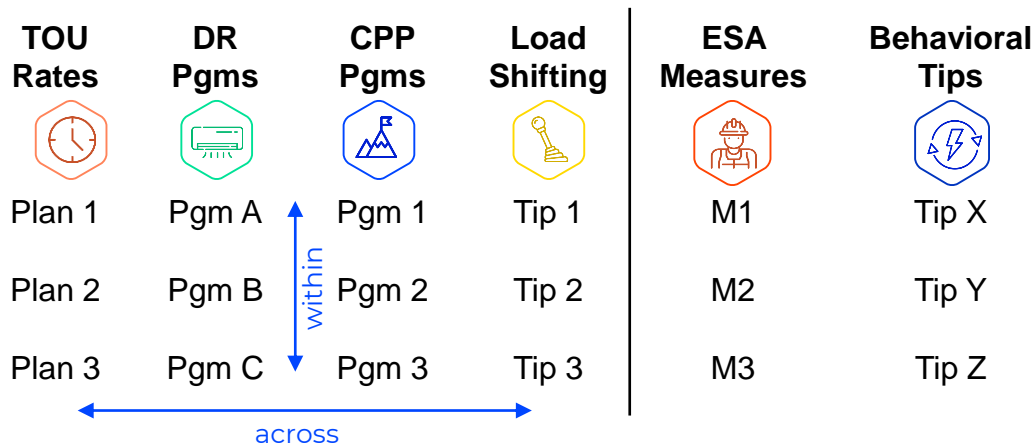 TOU Rates
DR Pgms
CPP Pgms
Load Shifting
ESA Measures
Behavioral Tips
Plan 1 Pgm A Pgm 1 Tip 1 M1 Tip X
within
Plan 2 Pgm B Pgm 2 Tip 2 M2 Tip Y
Plan 3 Pgm C Pgm 3 Tip 3 M3 Tip Z
across